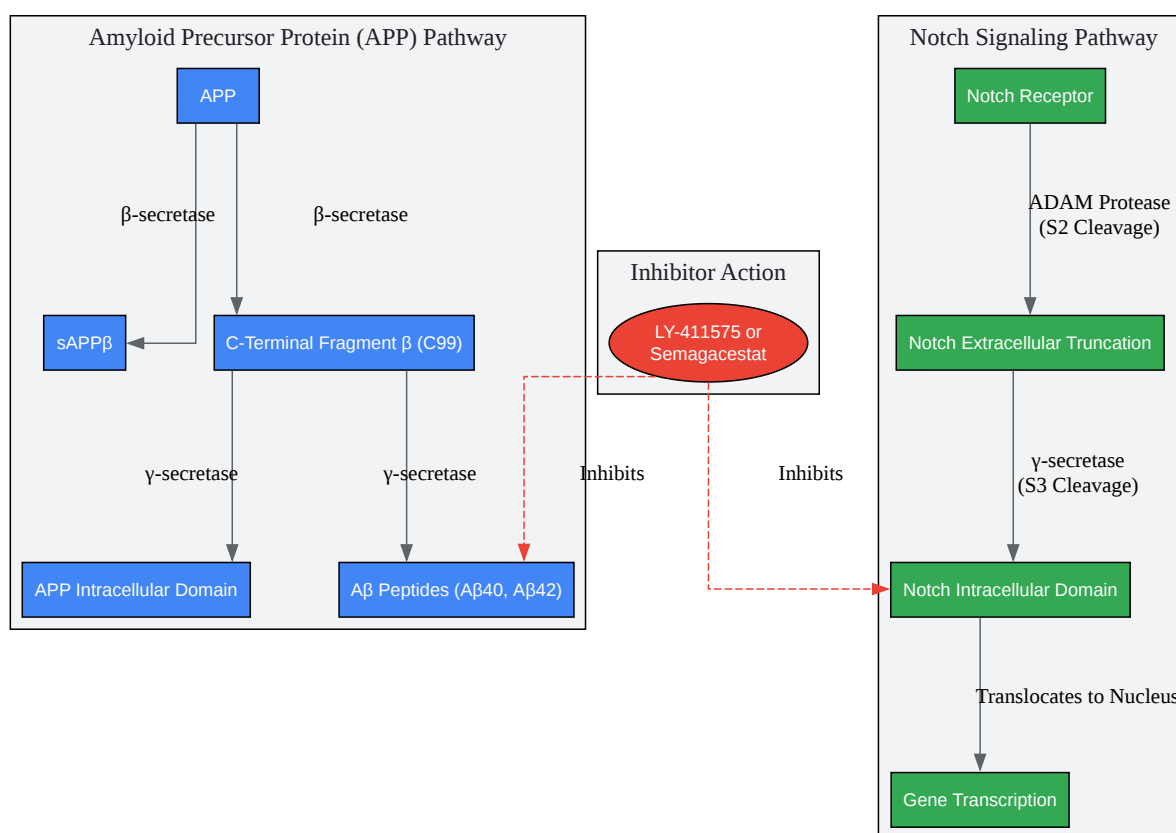 Amyloid Precursor Protein (APP) Pathway
APP
β-secretase
β-secretase
sAPPβ
C-Terminal Fragment β (C99)
γ-secretase
γ-secretase
APP Intracellular Domain
Aβ Peptides (Aβ40, Aβ42)
Inhibitor Action
LY-411575 or
Semagacestat
Inhibits
Inhibits
Notch Signaling Pathway
Notch Receptor
ADAM Protease
(S2 Cleavage)
Notch Extracellular Truncation
γ-secretase
(S3 Cleavage)
Notch Intracellular Domain
Translocates to Nucleus
Gene Transcription